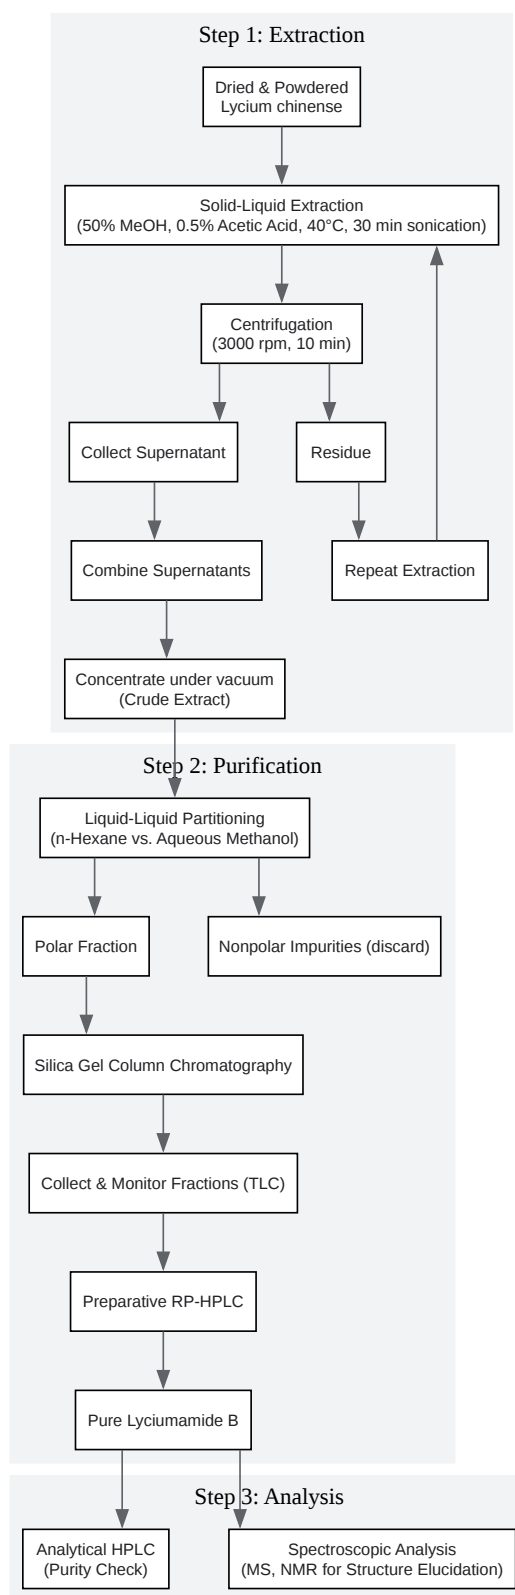 Step 1: Extraction
Dried & Powdered
Lycium chinense
Solid-Liquid Extraction
(50% MeOH, 0.5% Acetic Acid, 40°C, 30 min sonication)
Centrifugation
(3000 rpm, 10 min)
Collect Supernatant
Residue
Combine Supernatants
Repeat Extraction
Concentrate under vacuum
(Crude Extract)
Step 2: Purification
Liquid-Liquid Partitioning
(n-Hexane vs. Aqueous Methanol)
Polar Fraction
Nonpolar Impurities (discard)
Silica Gel Column Chromatography
Collect & Monitor Fractions (TLC)
Preparative RP-HPLC
Pure Lyciumamide B
Step 3: Analysis
Analytical HPLC
(Purity Check)
Spectroscopic Analysis
(MS, NMR for Structure Elucidation)